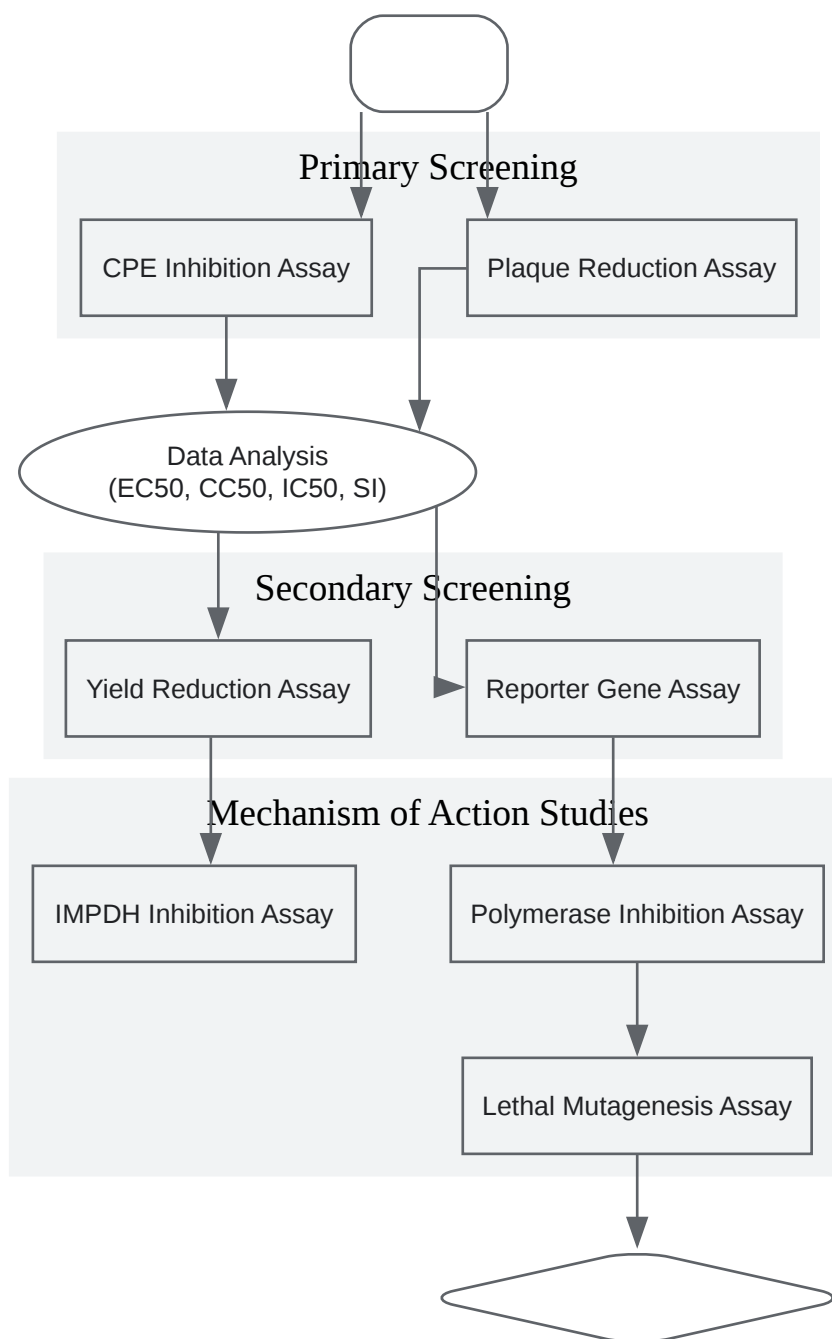 Primary Screening
CPE Inhibition Assay
Plaque Reduction Assay
Data Analysis
(EC50, CC50, IC50, SI)
Secondary Screening
Yield Reduction Assay
Reporter Gene Assay
Mechanism of Action Studies
IMPDH Inhibition Assay
Polymerase Inhibition Assay
Lethal Mutagenesis Assay